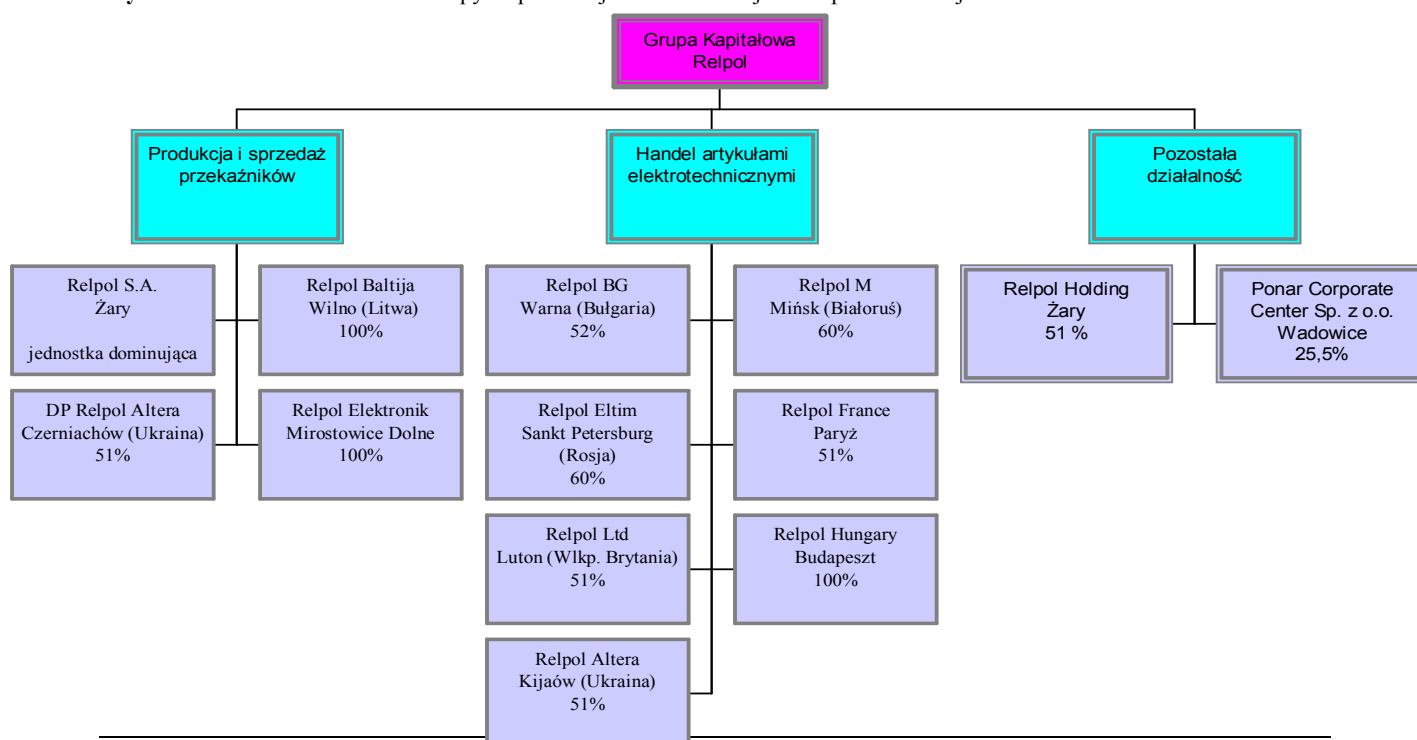 Grupa Kapitałowa
Relpol
Produkcja i sprzedaż
przekaźników
Handel artykułami
elektrotechnicznymi
Pozostała
działalność
Relpol S.A.
Żary
jednostka dominująca
Relpol Baltija
Wilno (Litwa)
100%
Relpol BG
Warna (Bułgaria)
52%
Relpol M
Mińsk (Białoruś)
60%
Relpol Holding
Żary
51 %
Ponar Corporate
Center Sp. z o.o.
Wadowice
25,5%
DP Relpol Altera
Czerniachów (Ukraina)
51%
Relpol Elektronik
Mirostowice Dolne
100%
Relpol Eltim
Sankt Petersburg
(Rosja)
60%
Relpol France
Paryż
51%
Relpol Ltd
Luton (Wlkp. Brytania)
51%
Relpol Hungary
Budapeszt
100%
Relpol Altera
Kijaów (Ukraina)
51%